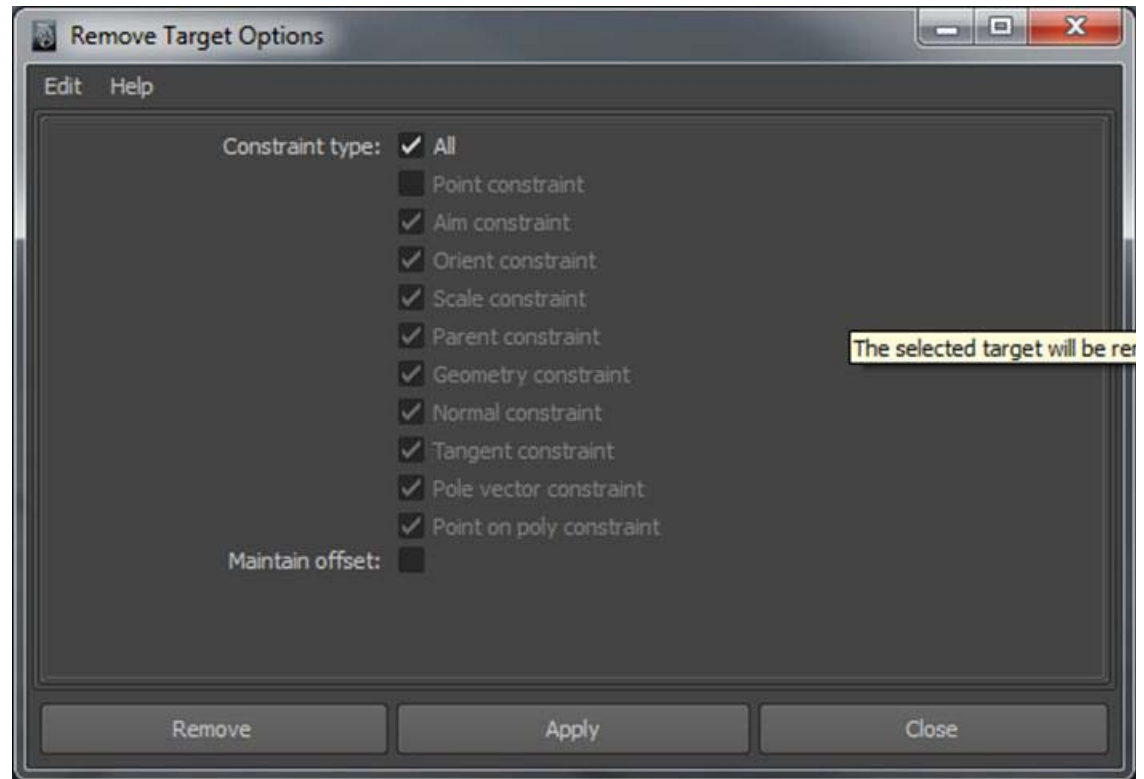 Remove Target Options
Edit Help
Constraint type: All
Point constraint
Aim constraint
Orient constraint
Scale constraint
Parent constraint
The selected target will be
Geometry constraint
Normal constraint
Tangent constraint
Pole vector constraint
Point on poly constraint
Maintain offset:
Remove Apply Close